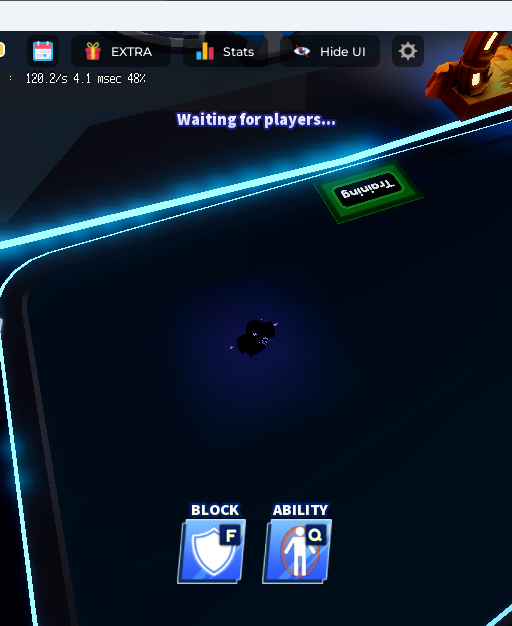 EXTRA
Stats
Hide UI
: 120.2/s 4.1 msec 48%
Waiting for players...
Training
BLOCK
ABILITY
F
Q